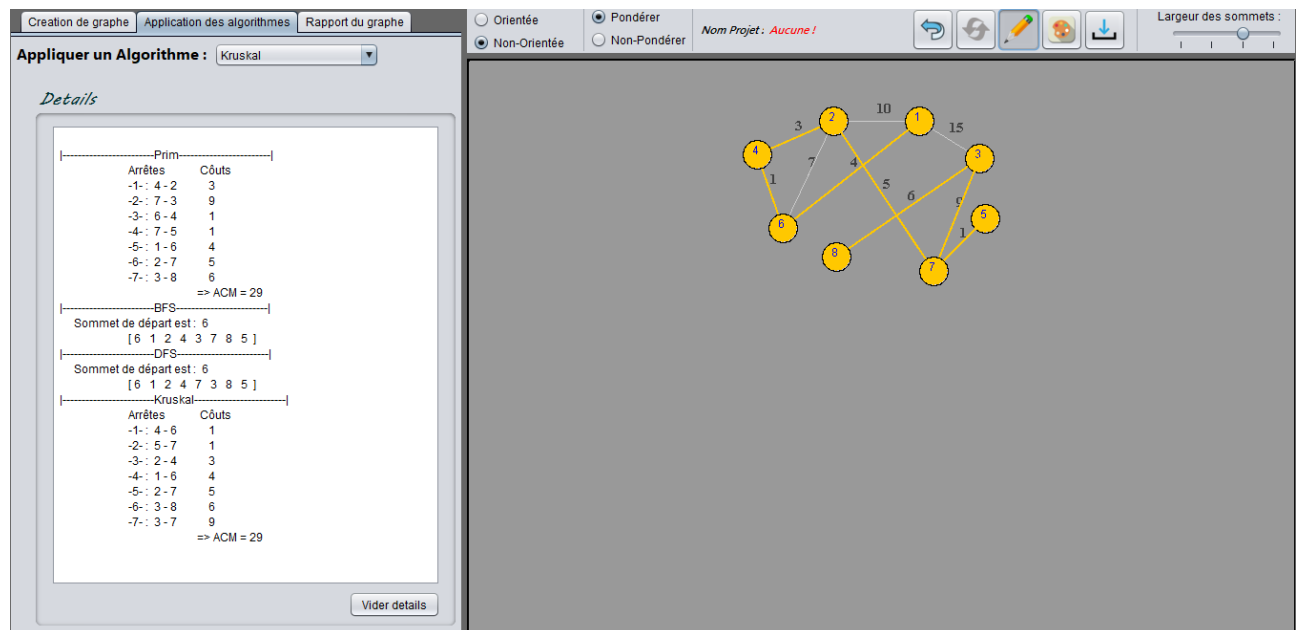 Creation de graphe Application des algorithmes Rapport du graphe
Appliquer un Algorithme : Kruskal
Details
|-----------------------Prim-----------------------|
Arrêtes Côuts
-1- : 4 - 2 3
-2- : 7 - 3 9
-3- : 6 - 4 1
-4- : 7 - 5 1
-5- : 1 - 6 4
-6- : 2 - 7 5
-7- : 3 - 8 6
=> ACM = 29
|-----------------------BFS-----------------------|
Sommet de départ est : 6
[ 6 1 2 4 3 7 8 5 ]
|-----------------------DFS-----------------------|
Sommet de départ est : 6
[ 6 1 2 4 7 3 8 5 ]
|-----------------------Kruskal-----------------------|
Arrêtes Côuts
-1- : 4 - 6 1
-2- : 5 - 7 1
-3- : 2 - 4 3
-4- : 1 - 6 4
-5- : 2 - 7 5
-6- : 3 - 8 6
-7- : 3 - 7 9
=> ACM = 29
Vider details
Orientée
Non-Orientée
Pondérer
Non-Pondérer
Nom Projet : Aucune !
Largeur des sommets :
10
2
1
3
15
4
7
4
3
1
5
6
9
5
6
1
8
7